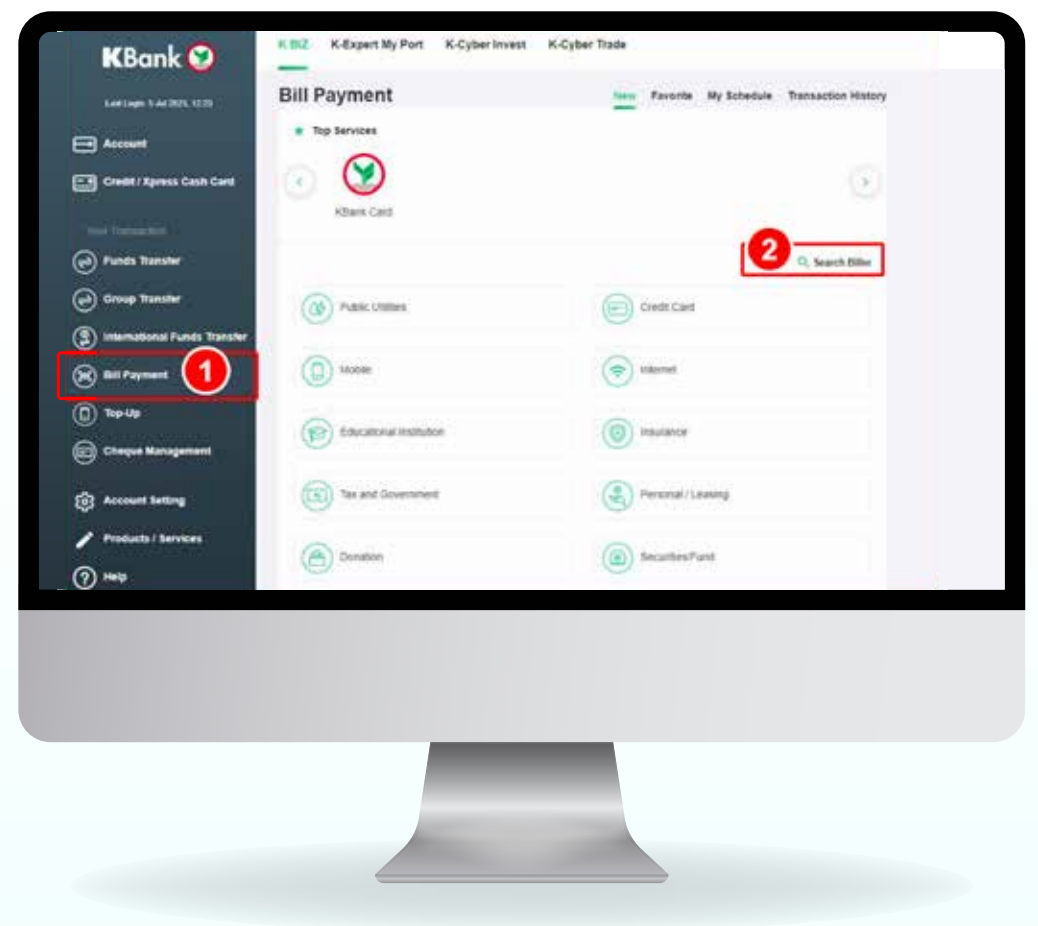 KBank
K BIZ K-Expert My Port K-Cyber Invest K-Cyber Trade
Bill Payment
New Favorite My Schedule Transaction History
Top Services
KBank Card
2
Search Biller
Public Utilities
Credit Card
Mobile
Internet
Educational Institution
Insurance
Tax and Government
Personal / Leasing
Donation
Securities/Fund
Account
Credit / Xpress Cash Card
Your Transaction
Funds Transfer
Group Transfer
International Funds Transfer
Bill Payment
1
Top-Up
Cheque Management
Account Setting
Products / Services
Help